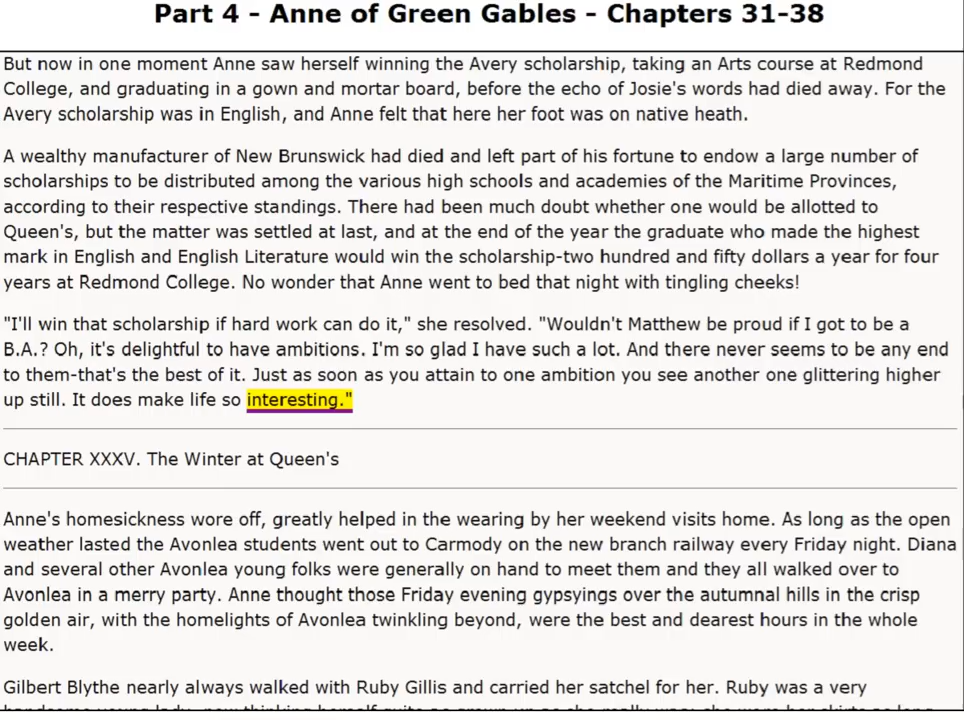 Part 4 - Anne of Green Gables - Chapters 31-38
But now in one moment Anne saw herself winning the Avery scholarship, taking an Arts course at Redmond
College, and graduating in a gown and mortar board, before the echo of Josie's words had died away. For the
Avery scholarship was in English, and Anne felt that here her foot was on native heath.
A wealthy manufacturer of New Brunswick had died and left part of his fortune to endow a large number of
scholarships to be distributed among the various high schools and academies of the Maritime Provinces,
according to their respective standings. There had been much doubt whether one would be allotted to
Queen's, but the matter was settled at last, and at the end of the year the graduate who made the highest
mark in English and English Literature would win the scholarship-two hundred and fifty dollars a year for four
years at Redmond College. No wonder that Anne went to bed that night with tingling cheeks!
"I'll win that scholarship if hard work can do it," she resolved. "Wouldn't Matthew be proud if I got to be a
B.A.? Oh, it's delightful to have ambitions. I'm so glad I have such a lot. And there never seems to be any end
to them-that's the best of it. Just as soon as you attain to one ambition you see another one glittering higher
up still. It does make life so interesting."
CHAPTER XXXV. The Winter at Queen's
Anne's homesickness wore off, greatly helped in the wearing by her weekend visits home. As long as the open
weather lasted the Avonlea students went out to Carmody on the new branch railway every Friday night. Diana
and several other Avonlea young folks were generally on hand to meet them and they all walked over to
Avonlea in a merry party. Anne thought those Friday evening gypsyings over the autumnal hills in the crisp
golden air, with the homelights of Avonlea twinkling beyond, were the best and dearest hours in the whole
week.
Gilbert Blythe nearly always walked with Ruby Gillis and carried her satchel for her. Ruby was a very